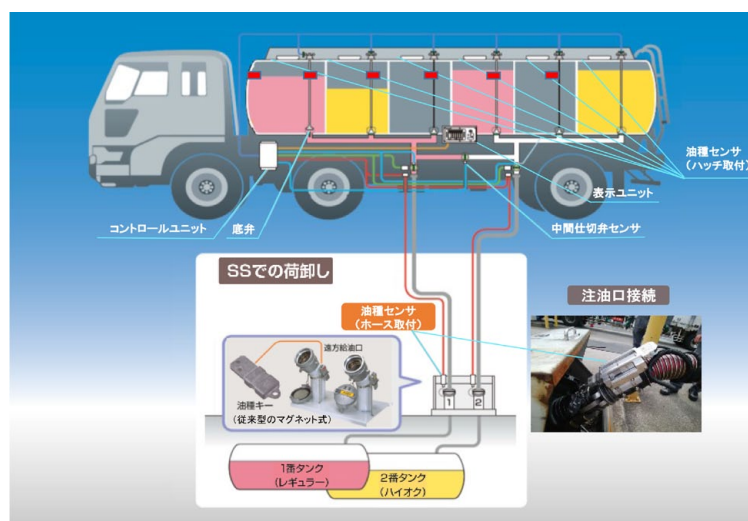 油種センサ
(ハッチ取付)
表示ユニット
コントロールユニット
底弁
中間仕切弁センサ
SSでの荷卸し
注油口接続
油種センサ
(ホース取付)
遠方給油口
油種キー
(従来型のマグネット式)
1
2
1番タンク
(レギュラー)
2番タンク
(ハイオク)